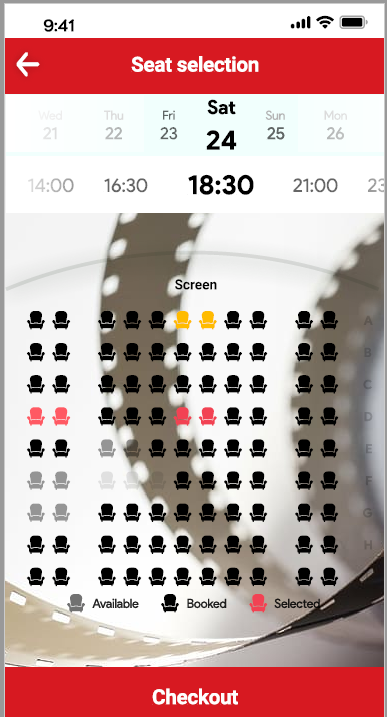 9:41
Seat selection
Wed Thu Fri Sat Sun Mon
21 22 23 24 25 26
14:00 16:30 18:30 21:00 23
Screen
A
B
C
D
E
F
G
H
Available Booked Selected
Checkout